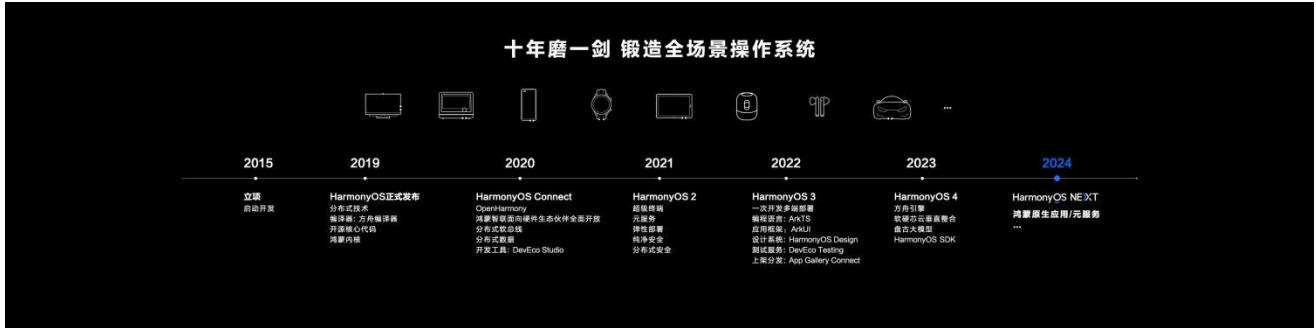 十年磨一剑 锻造全场景操作系统
...
2015
立项
启动开发
2019
HarmonyOS正式发布
分布式技术
编译器: 方舟编译器
开源核心代码
鸿蒙内核
2020
HarmonyOS Connect
OpenHarmony
鸿蒙智联面向硬件生态伙伴全面开放
分布式软总线
分布式数据
开发工具: DevEco Studio
2021
HarmonyOS 2
超级终端
元服务
弹性部署
纯净安全
分布式安全
2022
HarmonyOS 3
一次开发多端部署
编程语言: ArkTS
应用框架: ArkUI
设计系统: HarmonyOS Design
测试服务: DevEco Testing
上架分发: App Gallery Connect
2023
HarmonyOS 4
方舟引擎
软硬芯云垂直整合
盘古大模型
HarmonyOS SDK
2024
HarmonyOS NEXT
鸿蒙原生应用/元服务
...